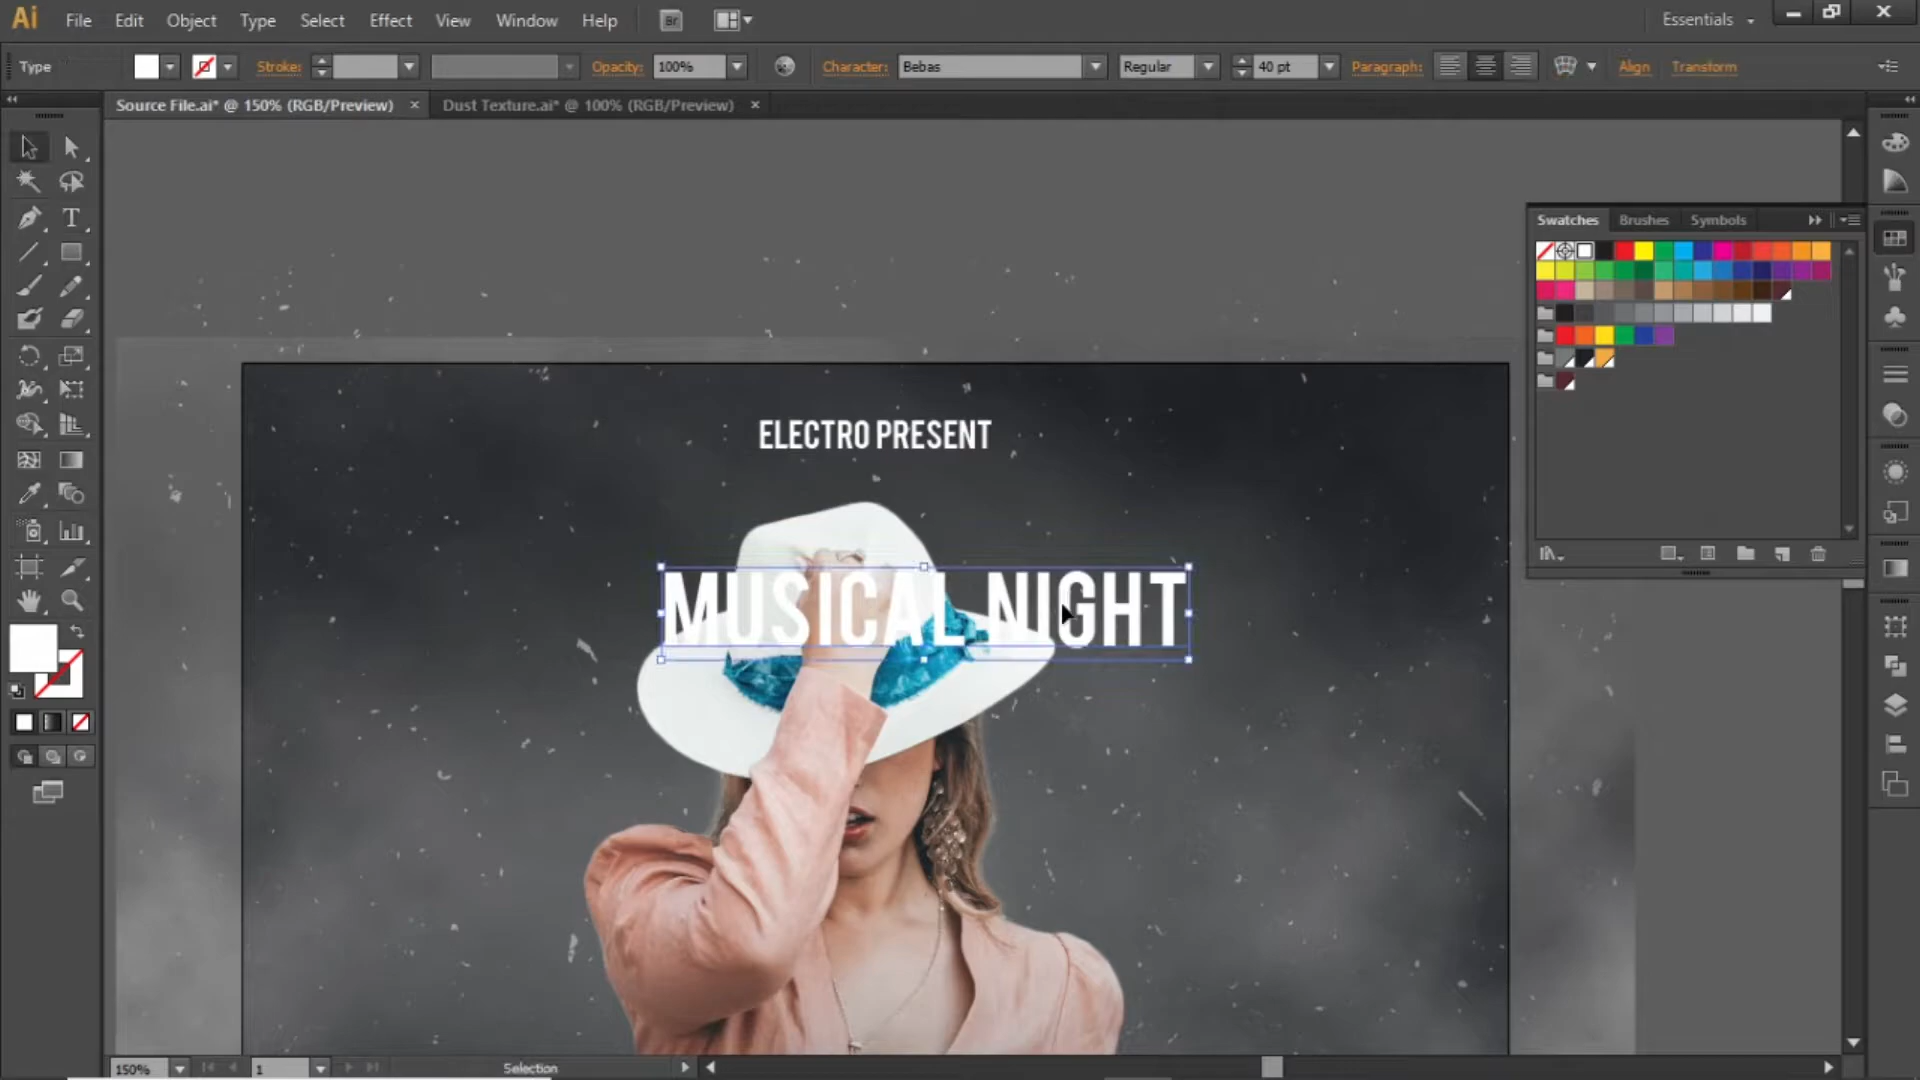 Ai File Edit Object Type Select Effect View Window Help Br Essentials
Type Stroke: Opacity: 100% Character: Bebas Regular 40 pt Paragraph: Align Transform
Source File.ai* @ 150% (RGB/Preview) × Dust Texture.ai* @ 100% (RGB/Preview) ×
Swatches Brushes Symbols
T
ELECTRO PRESENT
MUSICAL NIGHT
150% 1 Selection